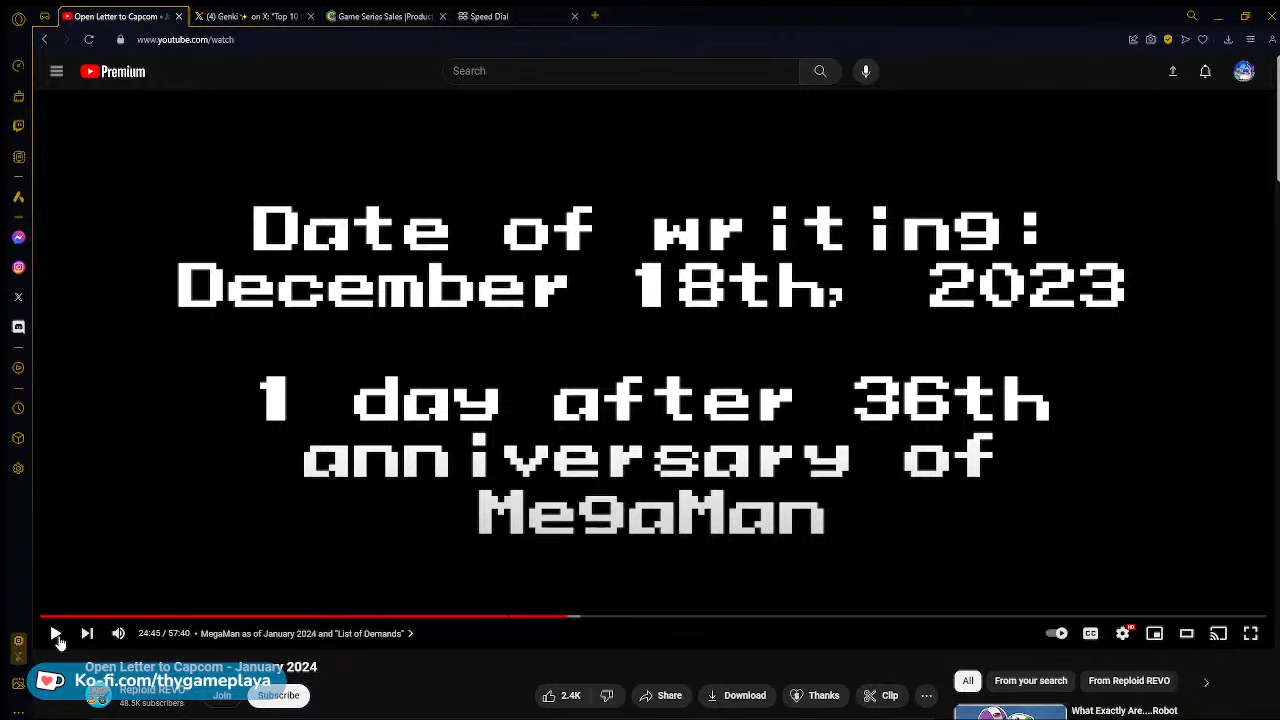 Open Letter to Capcom - J
(4) Genki✨ on X: "Top 10
Game Series Sales |Product
Speed Dial
www.youtube.com/watch
Premium
Search
Date of writing:
December 18th, 2023
1 day after 36th
anniversary of
MegaMan
24:45 / 57:40 • MegaMan as of January 2024 and "List of Demands"
CC
HD
Open Letter to Capcom - January 2024
Ko-fi.com/thygameplaya
Reploid REVO
48.5K subscribers
Join
Subscribe
2.4K
Share
Download
Thanks
Clip
All
From your search
From Reploid REVO
What Exactly Are....Robot